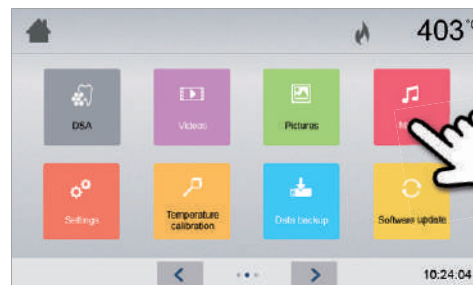 403 °C
DSA
Videos
Pictures
Settings
Temperature
calibration
Data backup
Software update
10:24:04